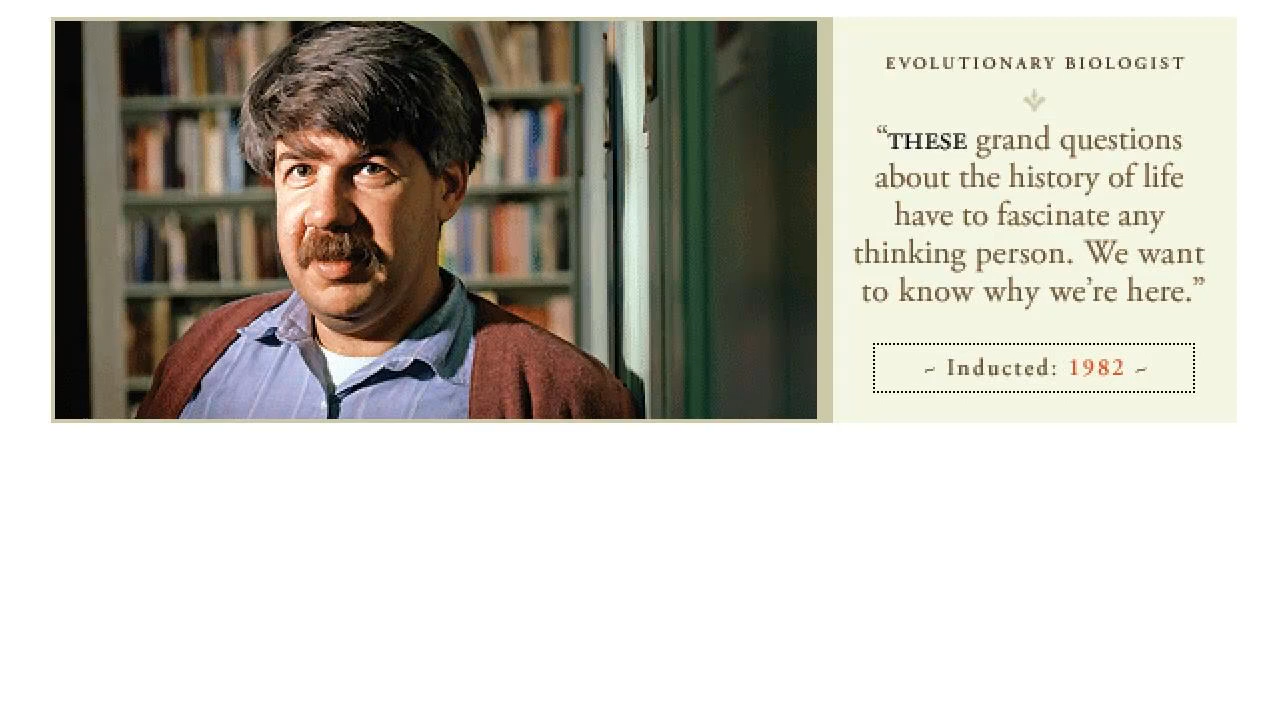 EVOLUTIONARY BIOLOGIST
“THESE grand questions
about the history of life
have to fascinate any
thinking person. We want
to know why we’re here.”
~ Inducted: 1982 ~